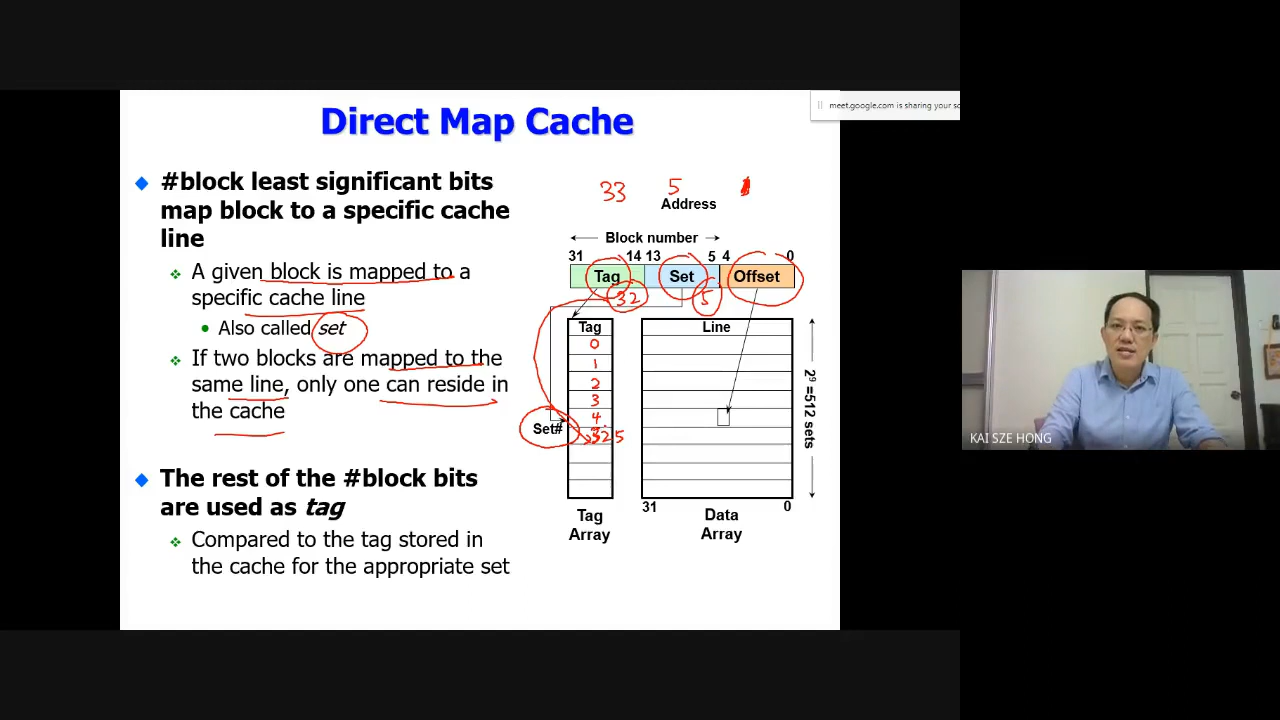 meet.google.com is sharing your sc
Direct Map Cache
#block least significant bits
map block to a specific cache
line
A given block is mapped to a
specific cache line
Also called set
If two blocks are mapped to the
same line, only one can reside in
the cache
The rest of the #block bits
are used as tag
Compared to the tag stored in
the cache for the appropriate set
33 5
Address
Block number
31 14 13 5 4 0
Tag Set Offset
32 5
Tag Line
0
1
2
3
4
Set# 5
31 0
Tag
Array
Data
Array
2⁹ =512 sets
KAI SZE HONG